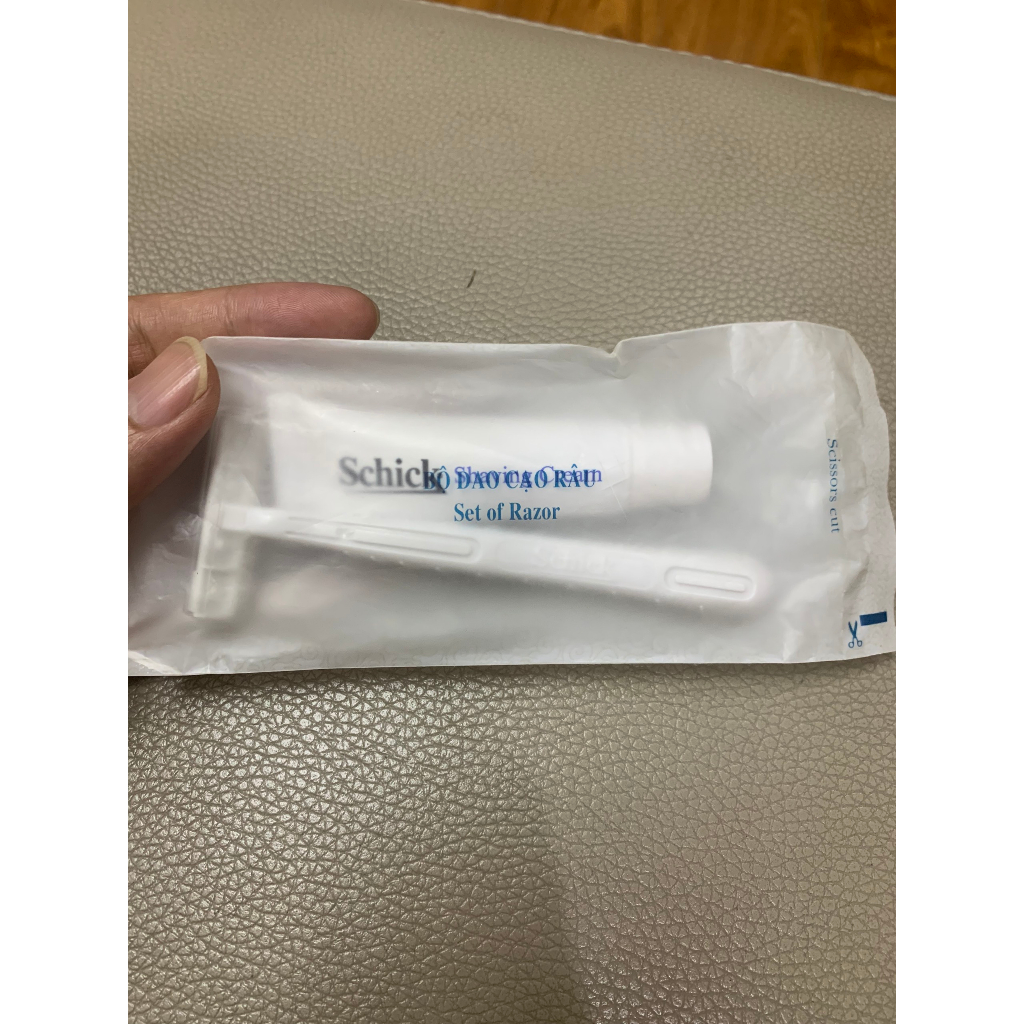 Schick Shaving Cream
BỘ DAO CẠO RÂU
Set of Razor
Scissors cut